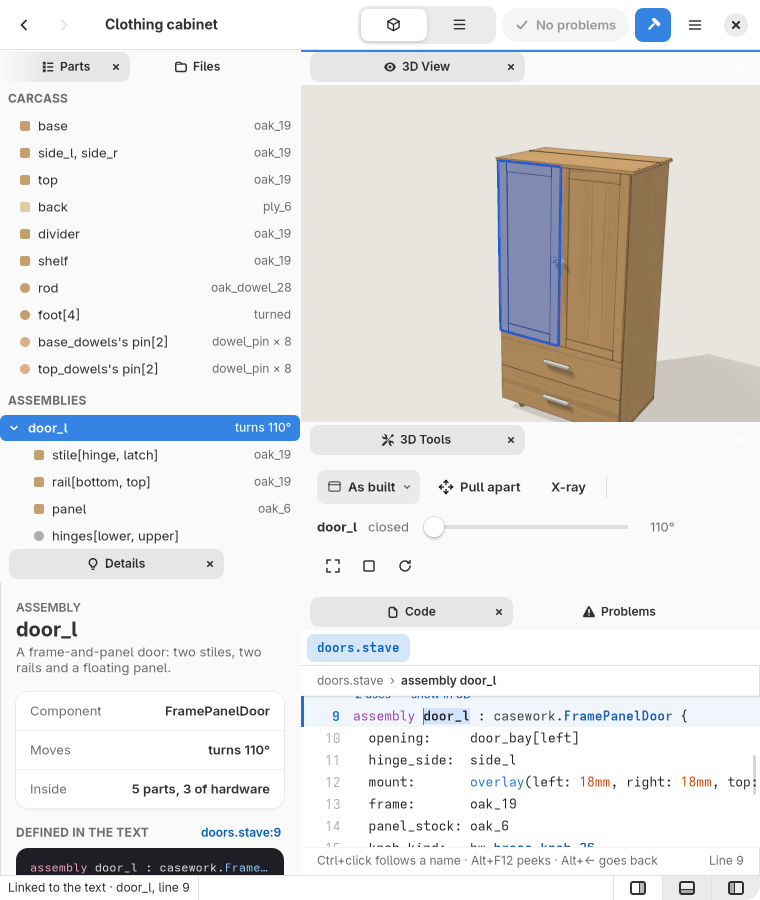 Clothing cabinet
No problems
Parts ×
Files
CARCASS
base oak_19
side_l, side_r oak_19
top oak_19
back ply_6
divider oak_19
shelf oak_19
rod oak_dowel_28
foot[4] turned
base_dowels's pin[2] dowel_pin × 8
top_dowels's pin[2] dowel_pin × 8
ASSEMBLIES
door_l turns 110°
stile[hinge, latch] oak_19
rail[bottom, top] oak_19
panel oak_6
hinges[lower, upper]
Details ×
ASSEMBLY
door_l
A frame-and-panel door: two stiles, two
rails and a floating panel.
Component FramePanelDoor
Moves turns 110°
Inside 5 parts, 3 of hardware
DEFINED IN THE TEXT doors.stave:9
assembly door_l : casework.Frame…
3D View ×
3D Tools ×
As built
Pull apart
X-ray
door_l closed 110°
Code ×
Problems
doors.stave
doors.stave › assembly door_l
2 uses show in 3D
9 assembly door_l : casework.FramePanelDoor {
10 opening: door_bay[left]
11 hinge_side: side_l
12 mount: overlay(left: 18mm, right: 18mm, top:
13 frame: oak_19
14 panel_stock: oak_6
Ctrl+click follows a name · Alt+F12 peeks · Alt+← goes back Line 9
Linked to the text · door_l, line 9